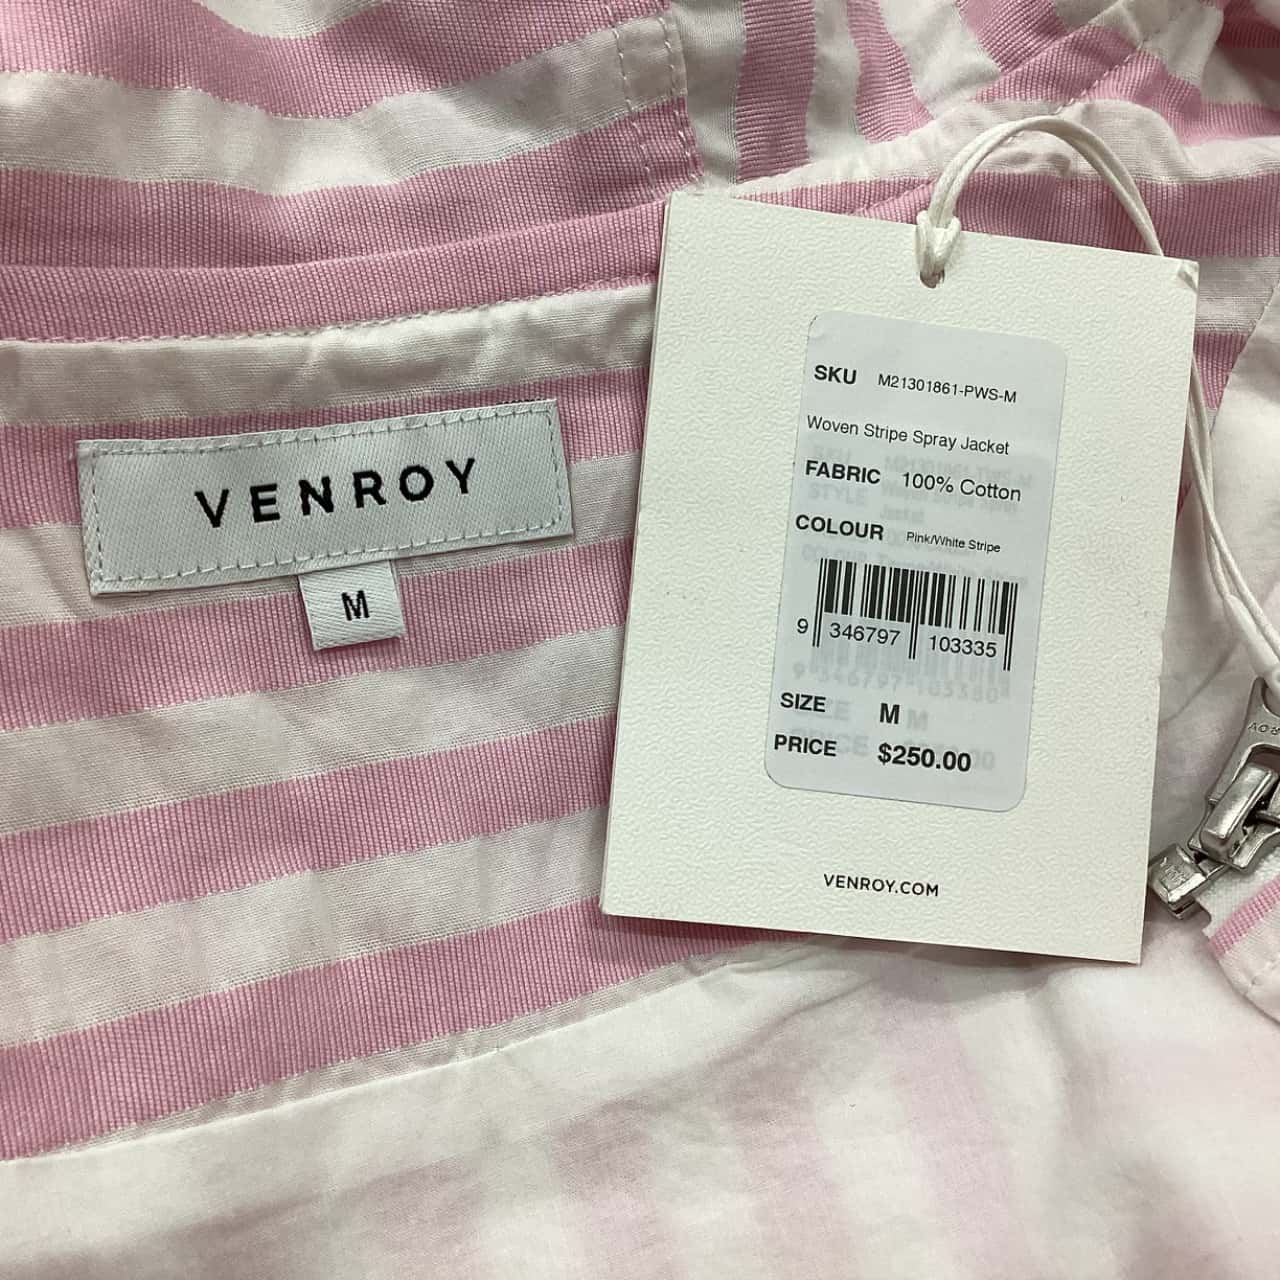 VENROY
M
SKU M21301861-PWS-M
Woven Stripe Spray Jacket
FABRIC 100% Cotton
COLOUR Pink/White Stripe
9 346797 103335
SIZE M
PRICE $250.00
VENROY.COM